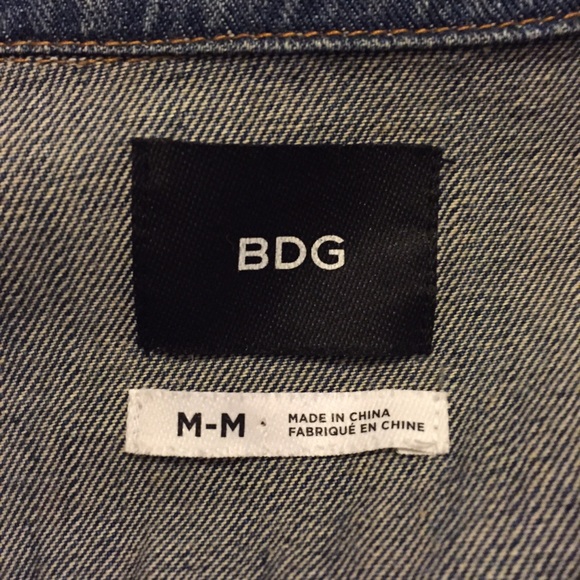 BDG
M-M
MADE IN CHINA
FABRIQUÉ EN CHINE